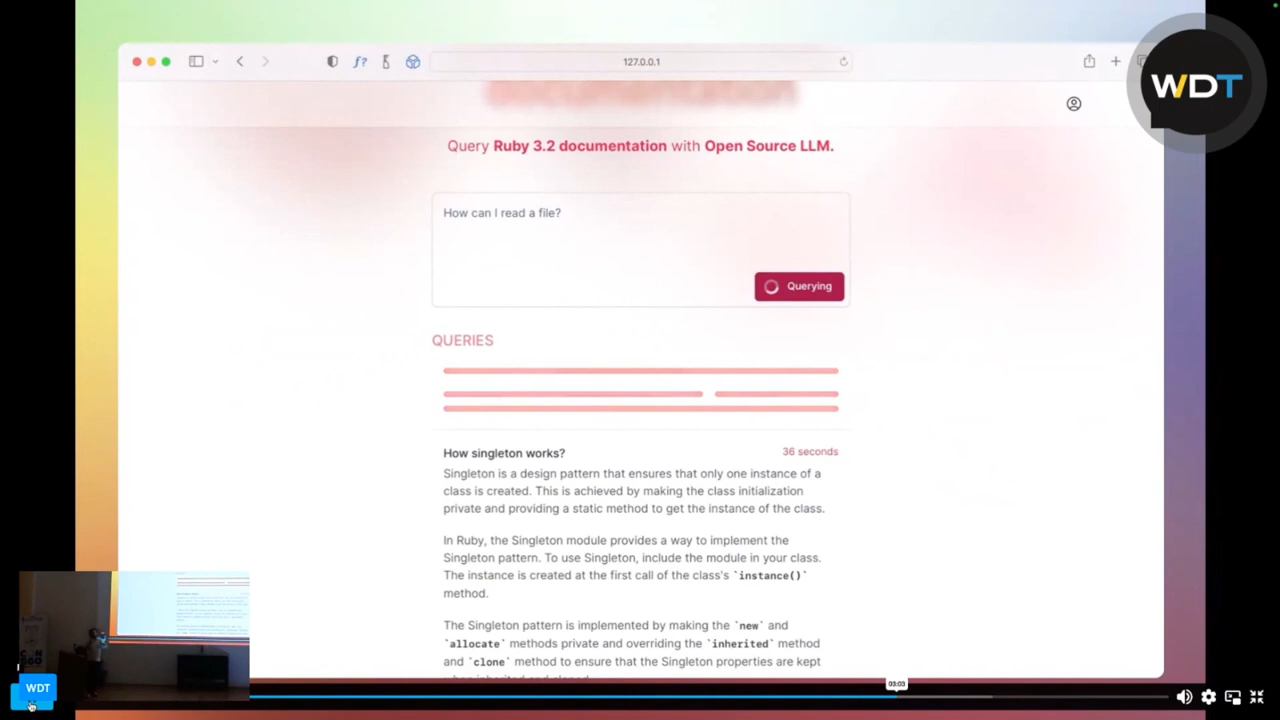 WDT
f?
127.0.0.1
Query Ruby 3.2 documentation with Open Source LLM.
How can I read a file?
Querying
QUERIES
How singleton works?
36 seconds
Singleton is a design pattern that ensures that only one instance of a
class is created. This is achieved by making the class initialization
private and providing a static method to get the instance of the class.
In Ruby, the Singleton module provides a way to implement the
Singleton pattern. To use Singleton, include the module in your class.
The instance is created at the first call of the class's `instance()`
method.
The Singleton pattern is implemented by making the `new` and
`allocate` methods private and overriding the `inherited` method
and `clone` method to ensure that the Singleton properties are kept
WDT
03:03